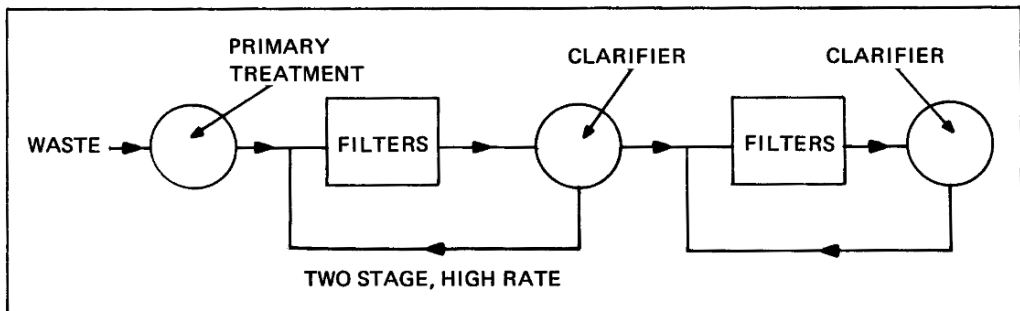 PRIMARY
TREATMENT
CLARIFIER
CLARIFIER
WASTE
FILTERS
FILTERS
TWO STAGE, HIGH RATE